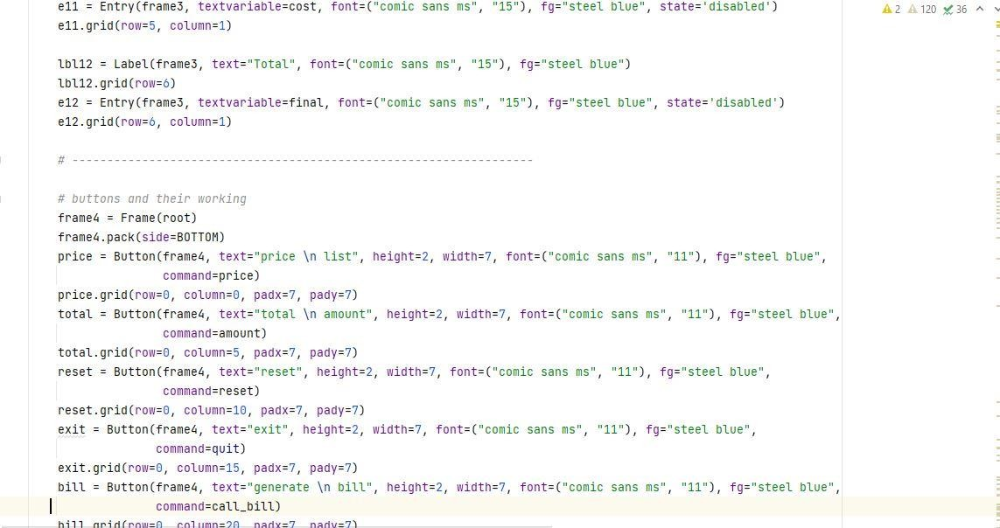 e11 = Entry(frame3, textvariable=cost, font=("comic sans ms", "15"), fg="steel blue", state='disabled')
2 120 36
e11.grid(row=5, column=1)
lbl12 = Label(frame3, text="Total", font=("comic sans ms", "15"), fg="steel blue")
lbl12.grid(row=6)
e12 = Entry(frame3, textvariable=final, font=("comic sans ms", "15"), fg="steel blue", state='disabled')
e12.grid(row=6, column=1)
# ------------------------------------------------------------------
# buttons and their working
frame4 = Frame(root)
frame4.pack(side=BOTTOM)
price = Button(frame4, text="price \n list", height=2, width=7, font=("comic sans ms", "11"), fg="steel blue",
command=price)
price.grid(row=0, column=0, padx=7, pady=7)
total = Button(frame4, text="total \n amount", height=2, width=7, font=("comic sans ms", "11"), fg="steel blue",
command=amount)
total.grid(row=0, column=5, padx=7, pady=7)
reset = Button(frame4, text="reset", height=2, width=7, font=("comic sans ms", "11"), fg="steel blue",
command=reset)
reset.grid(row=0, column=10, padx=7, pady=7)
exit = Button(frame4, text="exit", height=2, width=7, font=("comic sans ms", "11"), fg="steel blue",
command=quit)
exit.grid(row=0, column=15, padx=7, pady=7)
bill = Button(frame4, text="generate \n bill", height=2, width=7, font=("comic sans ms", "11"), fg="steel blue",
command=call_bill)
bill.grid(row=0, column=20, padx=7, pady=7)